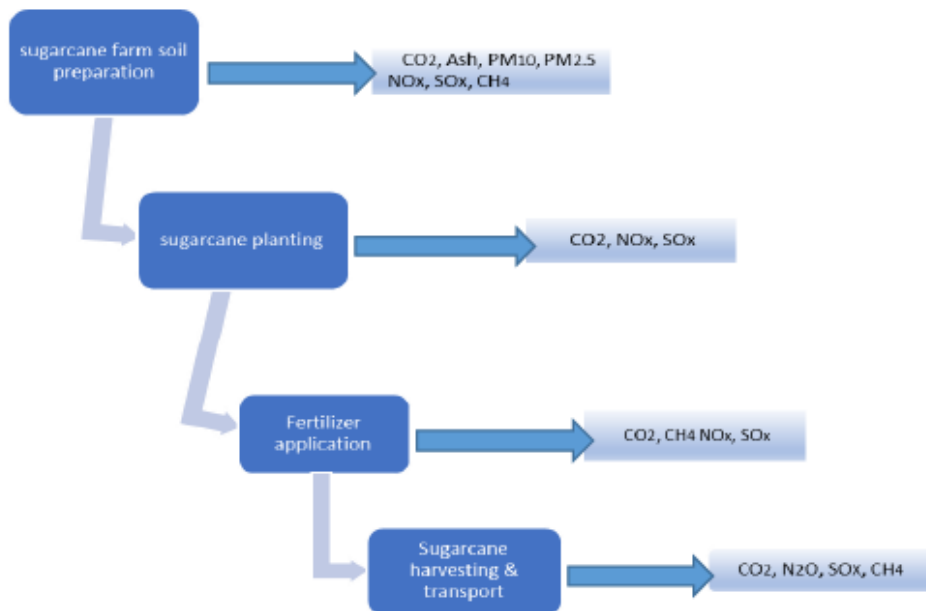 sugarcane farm soil
preparation
CO2, Ash, PM10, PM2.5
NOx, SOx, CH4
sugarcane planting
CO2, NOx, SOx
Fertilizer
application
CO2, CH4 NOx, SOx
Sugarcane
harvesting &
transport
CO2, N2O, SOx, CH4